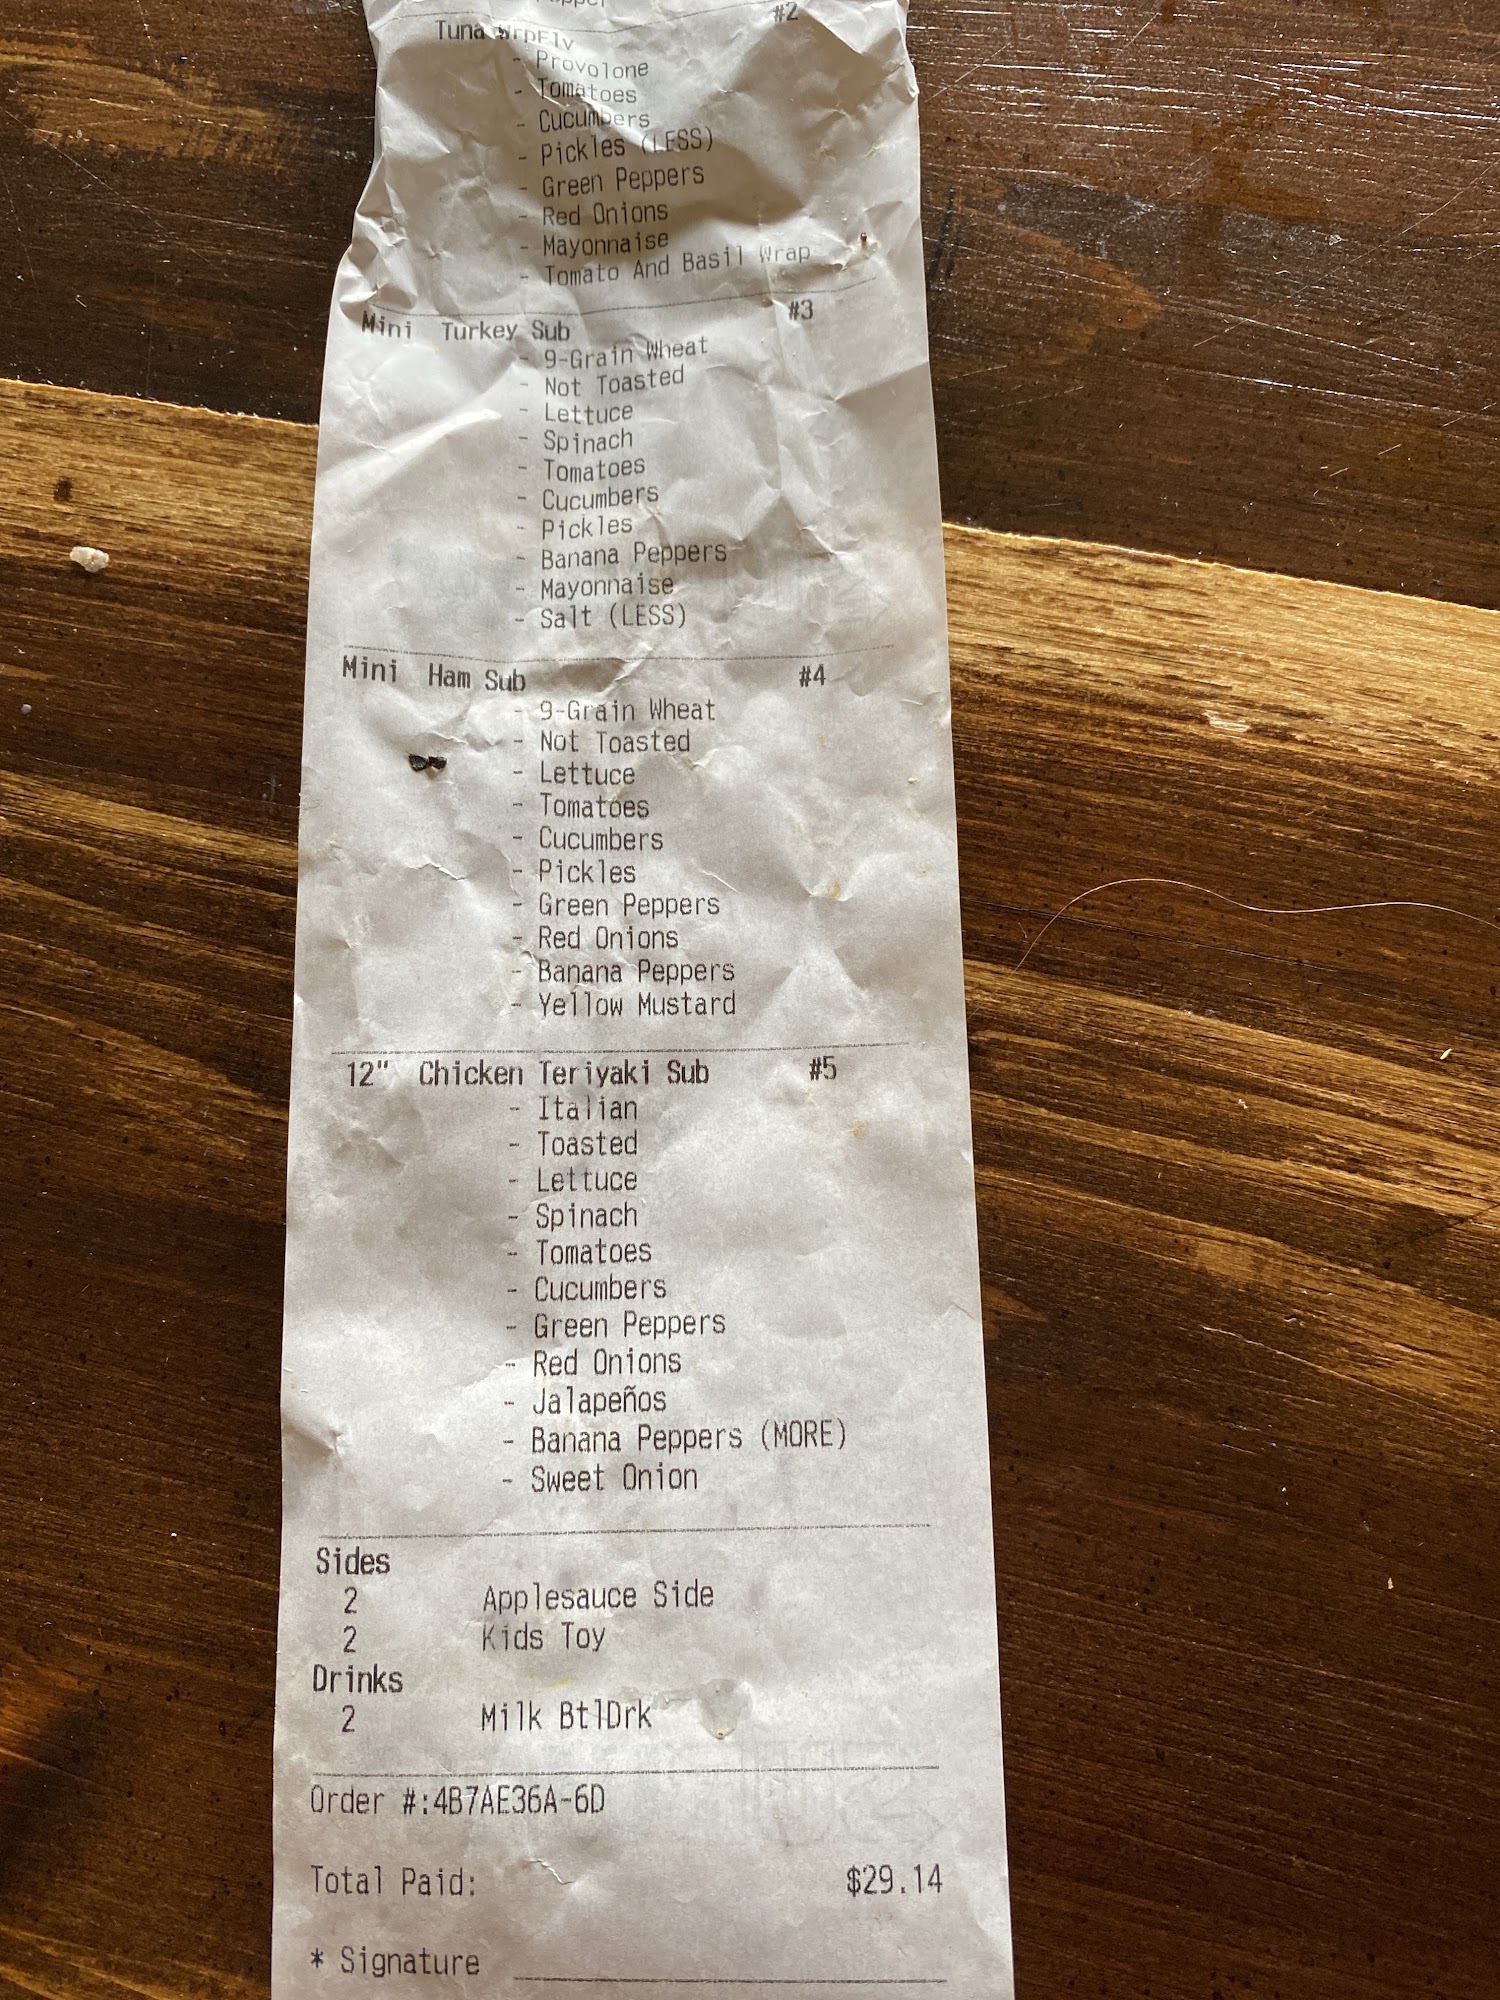 #2
Tuna WrpFlv
- Provolone
- Tomatoes
- Cucumbers
- Pickles (LESS)
- Green Peppers
- Red Onions
- Mayonnaise
- Tomato And Basil Wrap
Mini Turkey Sub #3
- 9-Grain Wheat
- Not Toasted
- Lettuce
- Spinach
- Tomatoes
- Cucumbers
- Pickles
- Banana Peppers
- Mayonnaise
- Salt (LESS)
Mini Ham Sub #4
- 9-Grain Wheat
- Not Toasted
- Lettuce
- Tomatoes
- Cucumbers
- Pickles
- Green Peppers
- Red Onions
- Banana Peppers
- Yellow Mustard
12" Chicken Teriyaki Sub #5
- Italian
- Toasted
- Lettuce
- Spinach
- Tomatoes
- Cucumbers
- Green Peppers
- Red Onions
- Jalapeños
- Banana Peppers (MORE)
- Sweet Onion
Sides
2 Applesauce Side
2 Kids Toy
Drinks
2 Milk BtlDrk
Order #:4B7AE36A-6D
Total Paid: $29.14
* Signature